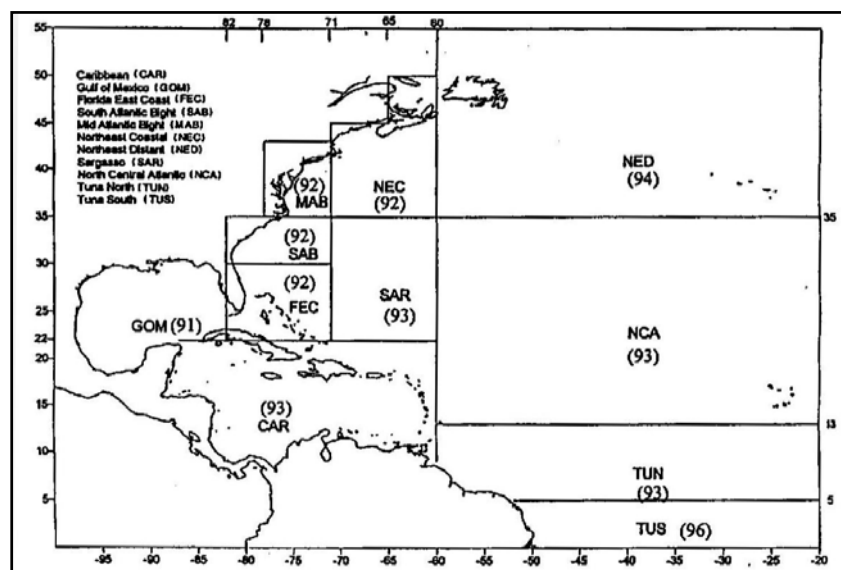 82 78 71 65 60
55
50
45
40
35
30
25
22
20
15
10
5
Caribbean (CAR)
Gulf of Mexico (GOM)
Florida East Coast (FEC)
South Atlantic Bight (SAB)
Mid Atlantic Bight (MAB)
Northeast Coastal (NEC)
Northeast Distant (NED)
Sargasso (SAR)
North Central Atlantic (NCA)
Tuna North (TUN)
Tuna South (TUS)
(92)
MAB
NEC
(92)
NED
(94)
(92)
SAB
(92)
FEC
SAR
(93)
GOM (91)
NCA
(93)
(93)
CAR
TUN
(93)
TUS (96)
35
13
5
-95 -90 -85 -80 -75 -70 -65 -60 -55 -50 -45 -40 -35 -30 -25 -20